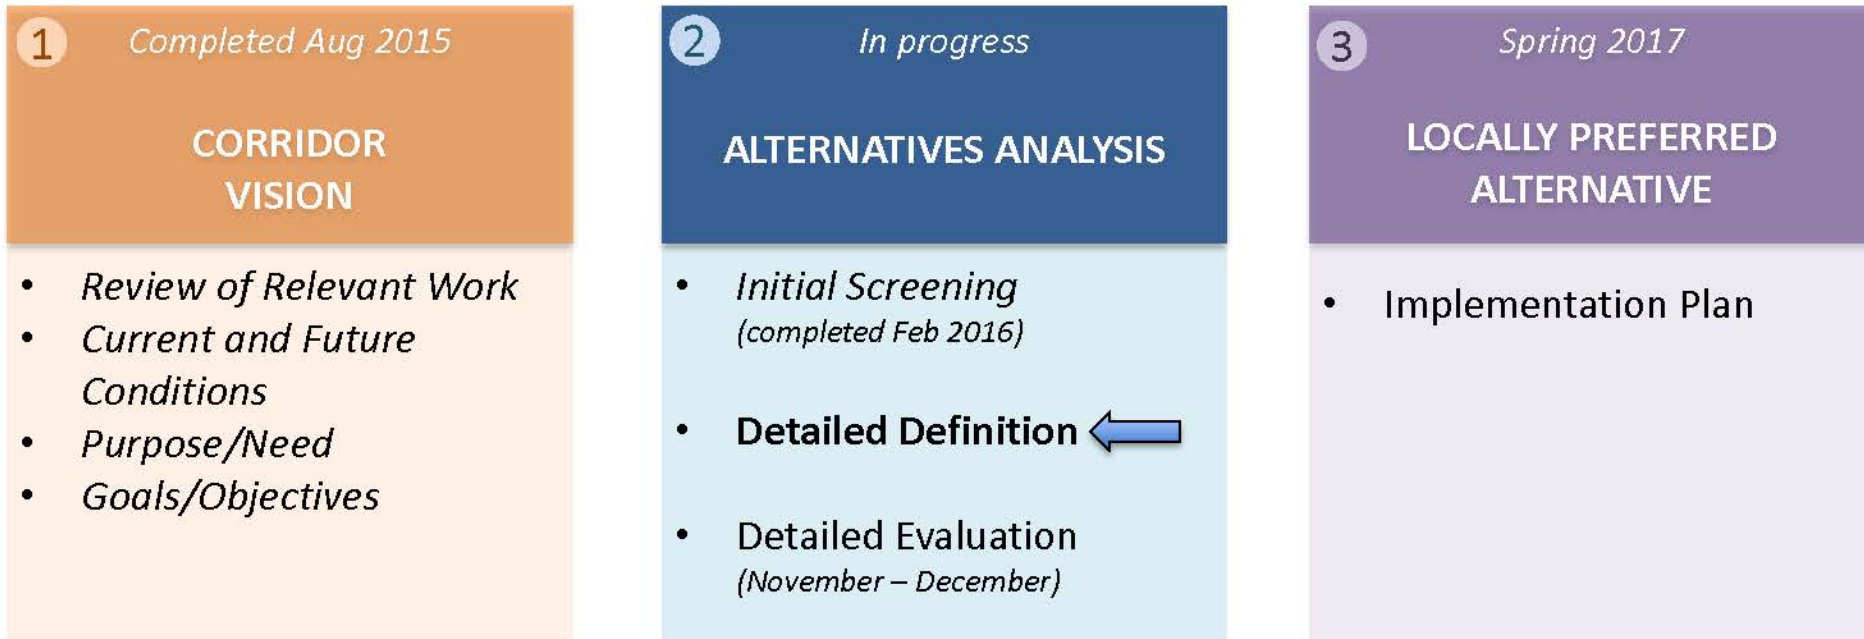 1
Completed Aug 2015
CORRIDOR
VISION
• Review of Relevant Work
• Current and Future
Conditions
• Purpose/Need
• Goals/Objectives
2
In progress
ALTERNATIVES ANALYSIS
• Initial Screening
(completed Feb 2016)
• Detailed Definition
• Detailed Evaluation
(November – December)
3
Spring 2017
LOCALLY PREFERRED
ALTERNATIVE
• Implementation Plan